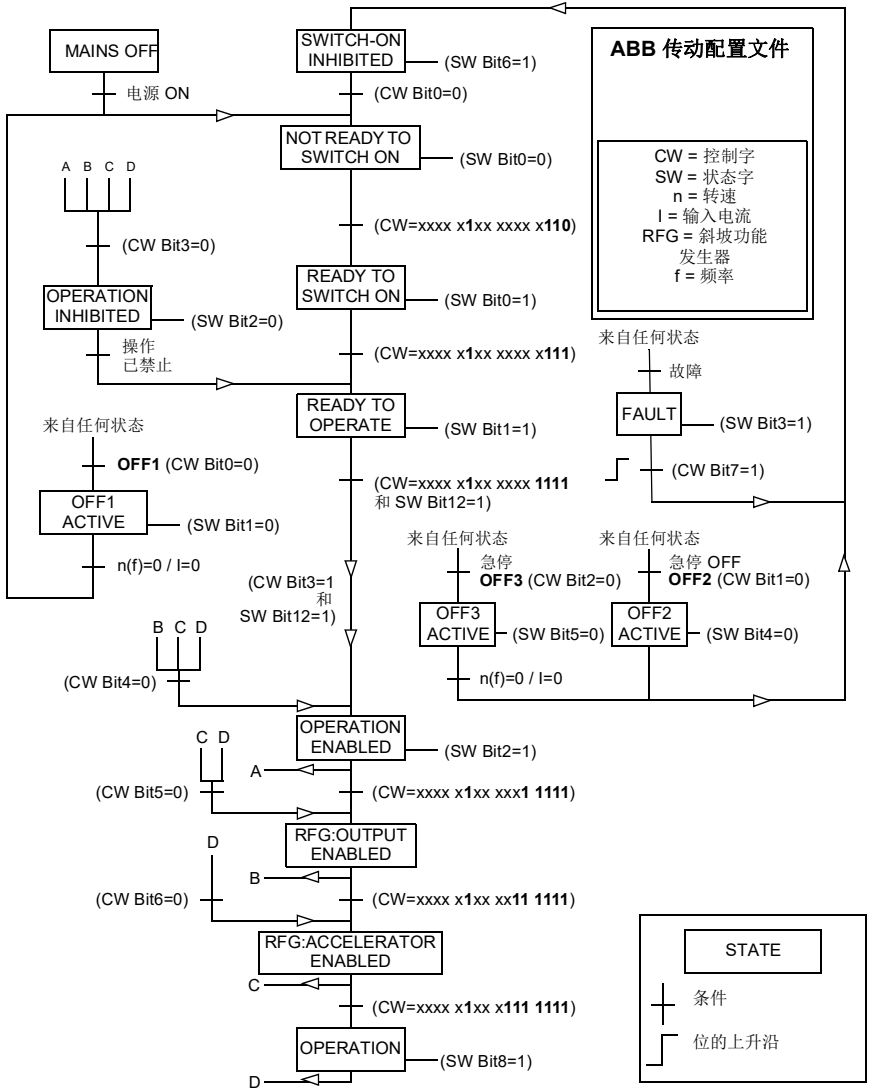 MAINS OFF
电源 ON
SWITCH-ON
INHIBITED
(SW Bit6=1)
(CW Bit0=0)
ABB 传动配置文件
CW = 控制字
SW = 状态字
n = 转速
I = 输入电流
RFG = 斜坡功能
发生器
f = 频率
NOT READY TO
SWITCH ON
(SW Bit0=0)
A B C D
(CW Bit3=0)
(CW=xxxx x1xx xxxx x110)
OPERATION
INHIBITED
(SW Bit2=0)
操作
已禁止
READY TO
SWITCH ON
(SW Bit0=1)
(CW=xxxx x1xx xxxx x111)
来自任何状态
故障
FAULT
(SW Bit3=1)
(CW Bit7=1)
READY TO
OPERATE
(SW Bit1=1)
来自任何状态
OFF1 (CW Bit0=0)
OFF1
ACTIVE
(SW Bit1=0)
n(f)=0 / I=0
(CW=xxxx x1xx xxxx 1111
和 SW Bit12=1)
来自任何状态
急停
OFF3 (CW Bit2=0)
OFF3
ACTIVE
(SW Bit5=0)
n(f)=0 / I=0
来自任何状态
急停 OFF
OFF2 (CW Bit1=0)
OFF2
ACTIVE
(SW Bit4=0)
(CW Bit3=1
和
SW Bit12=1)
B C D
(CW Bit4=0)
OPERATION
ENABLED
(SW Bit2=1)
A
C D
(CW Bit5=0)
(CW=xxxx x1xx xxx1 1111)
RFG:OUTPUT
ENABLED
D
B
(CW Bit6=0)
(CW=xxxx x1xx xx11 1111)
RFG:ACCELERATOR
ENABLED
C
(CW=xxxx x1xx x111 1111)
OPERATION
(SW Bit8=1)
D
STATE
条件
位的上升沿